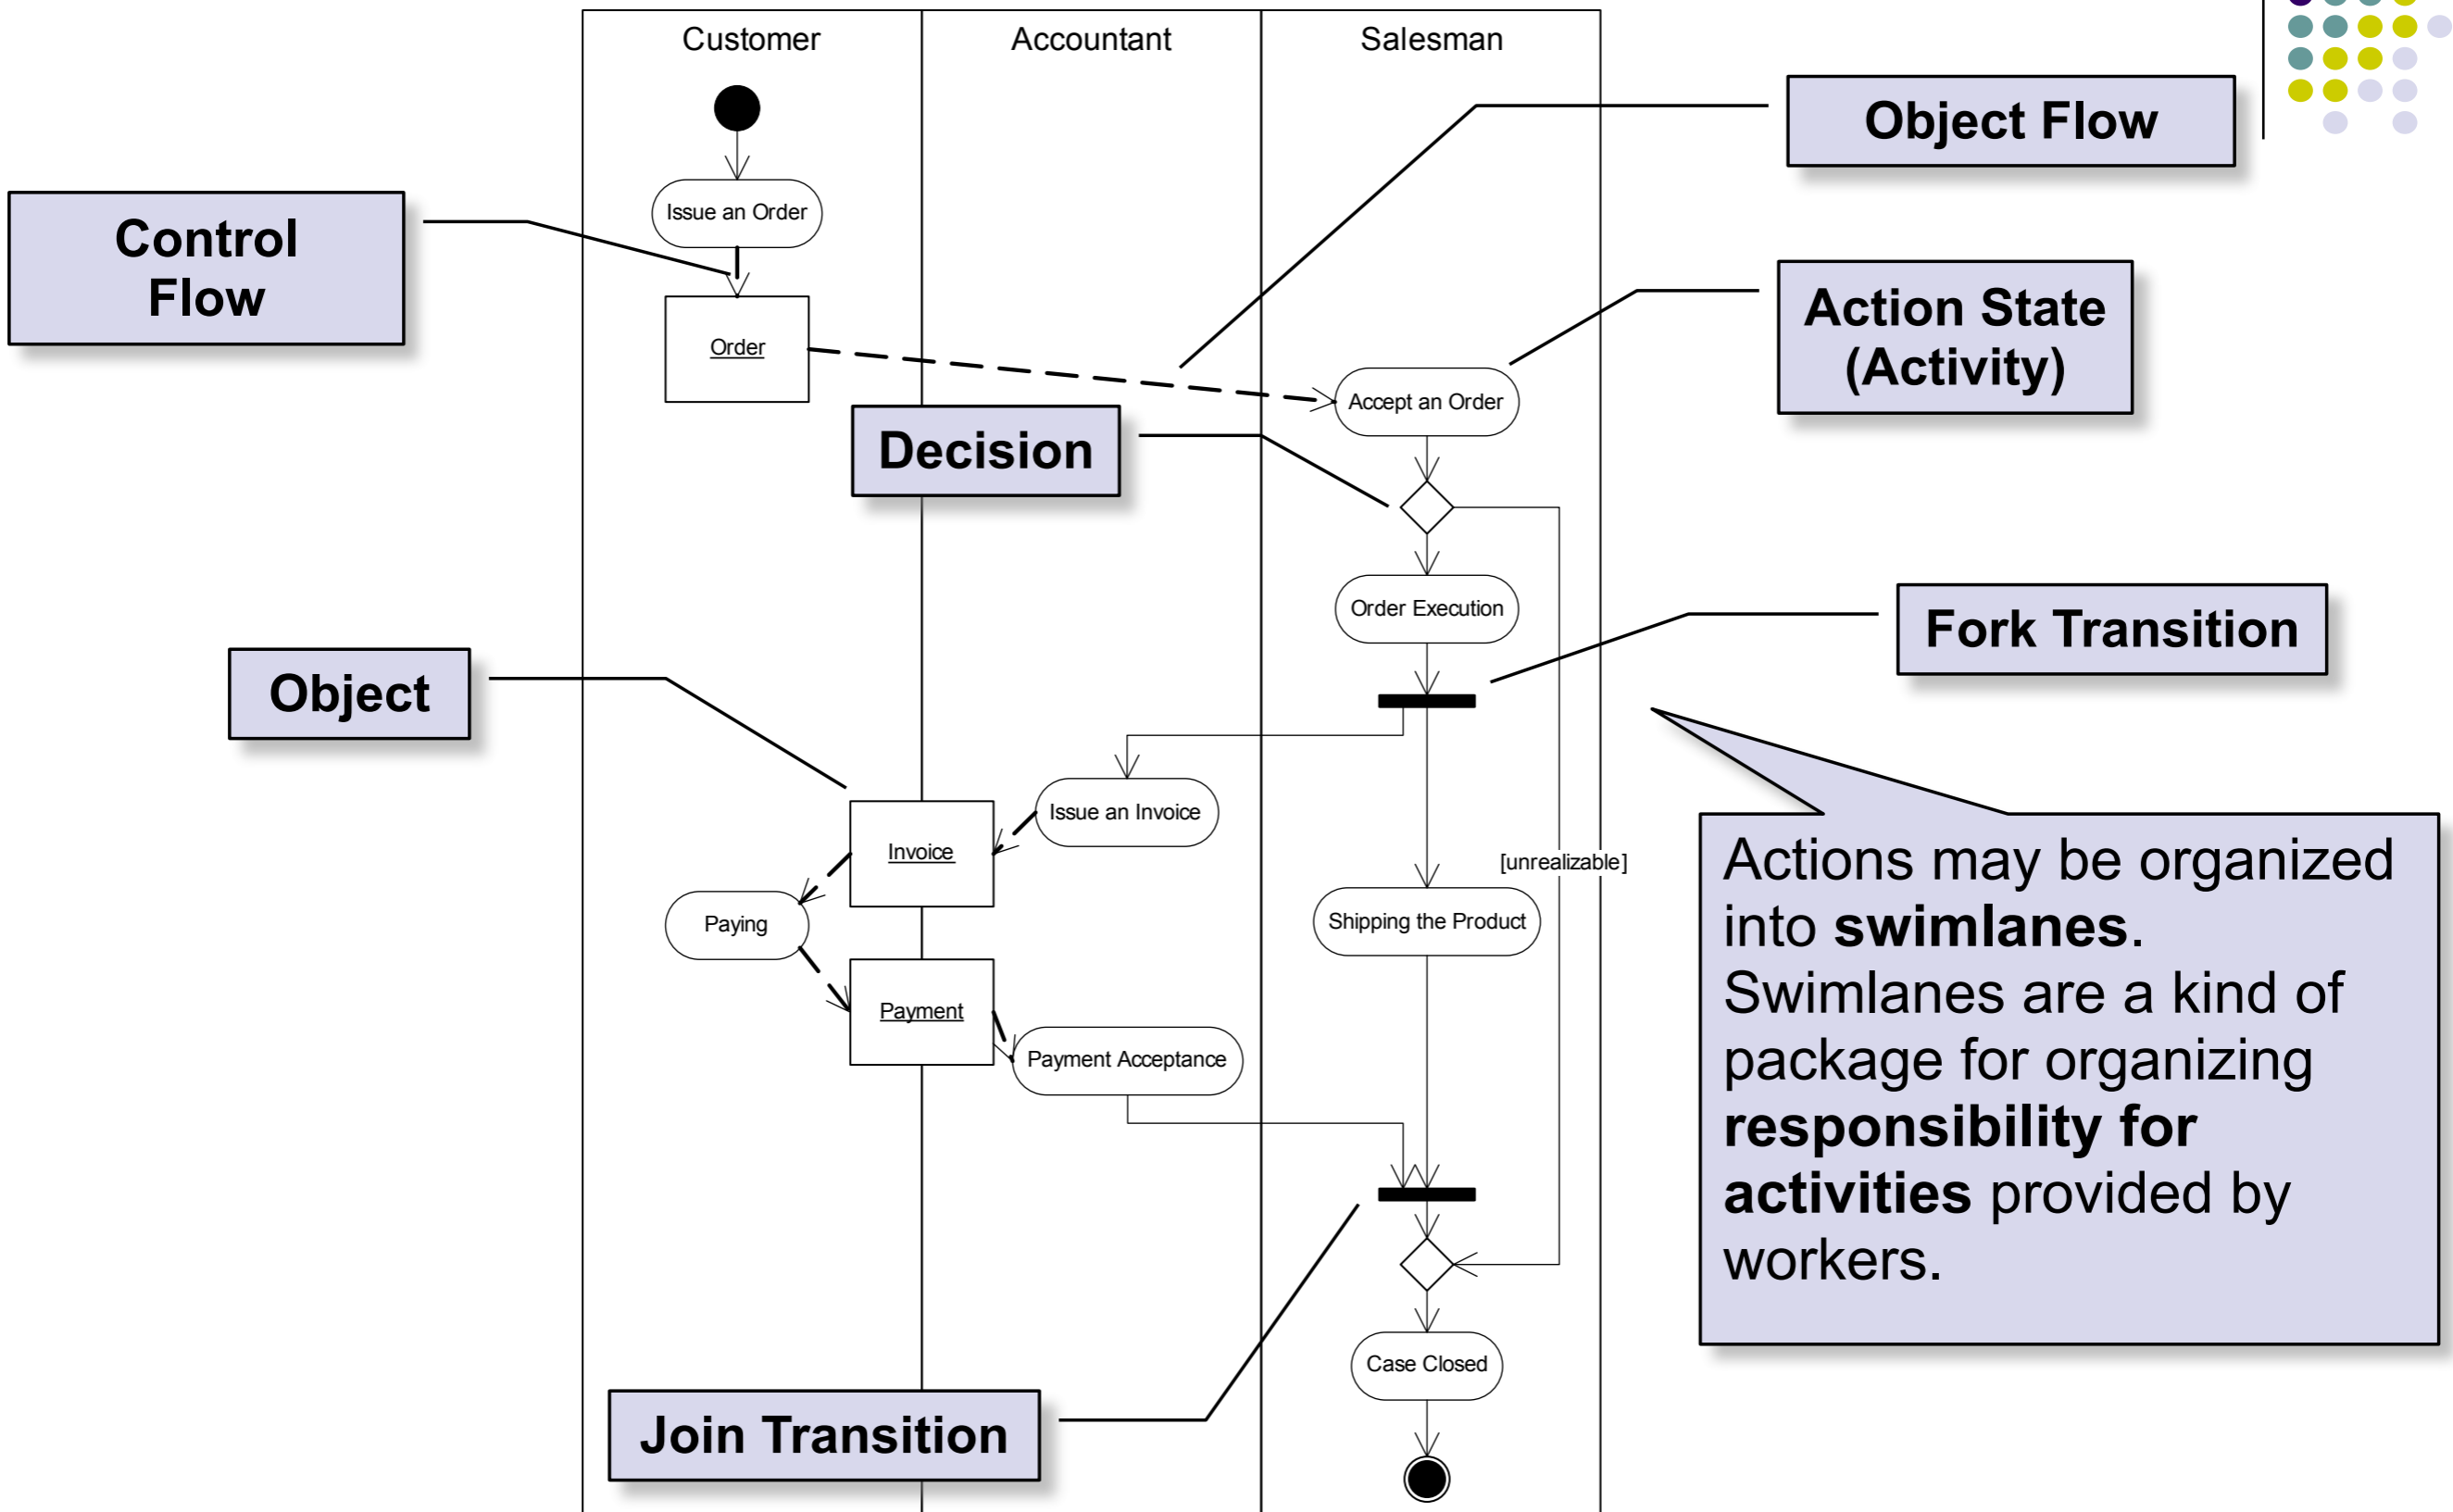 Customer
Accountant
Salesman
Object Flow
Issue an Order
Control
Flow
Action State
(Activity)
Order
Accept an Order
Decision
Order Execution
Fork Transition
Object
Issue an Invoice
Invoice
[unrealizable]
Paying
Shipping the Product
Payment
Payment Acceptance
Actions may be organized
into swimlanes.
Swimlanes are a kind of
package for organizing
responsibility for
activities provided by
workers.
Case Closed
Join Transition